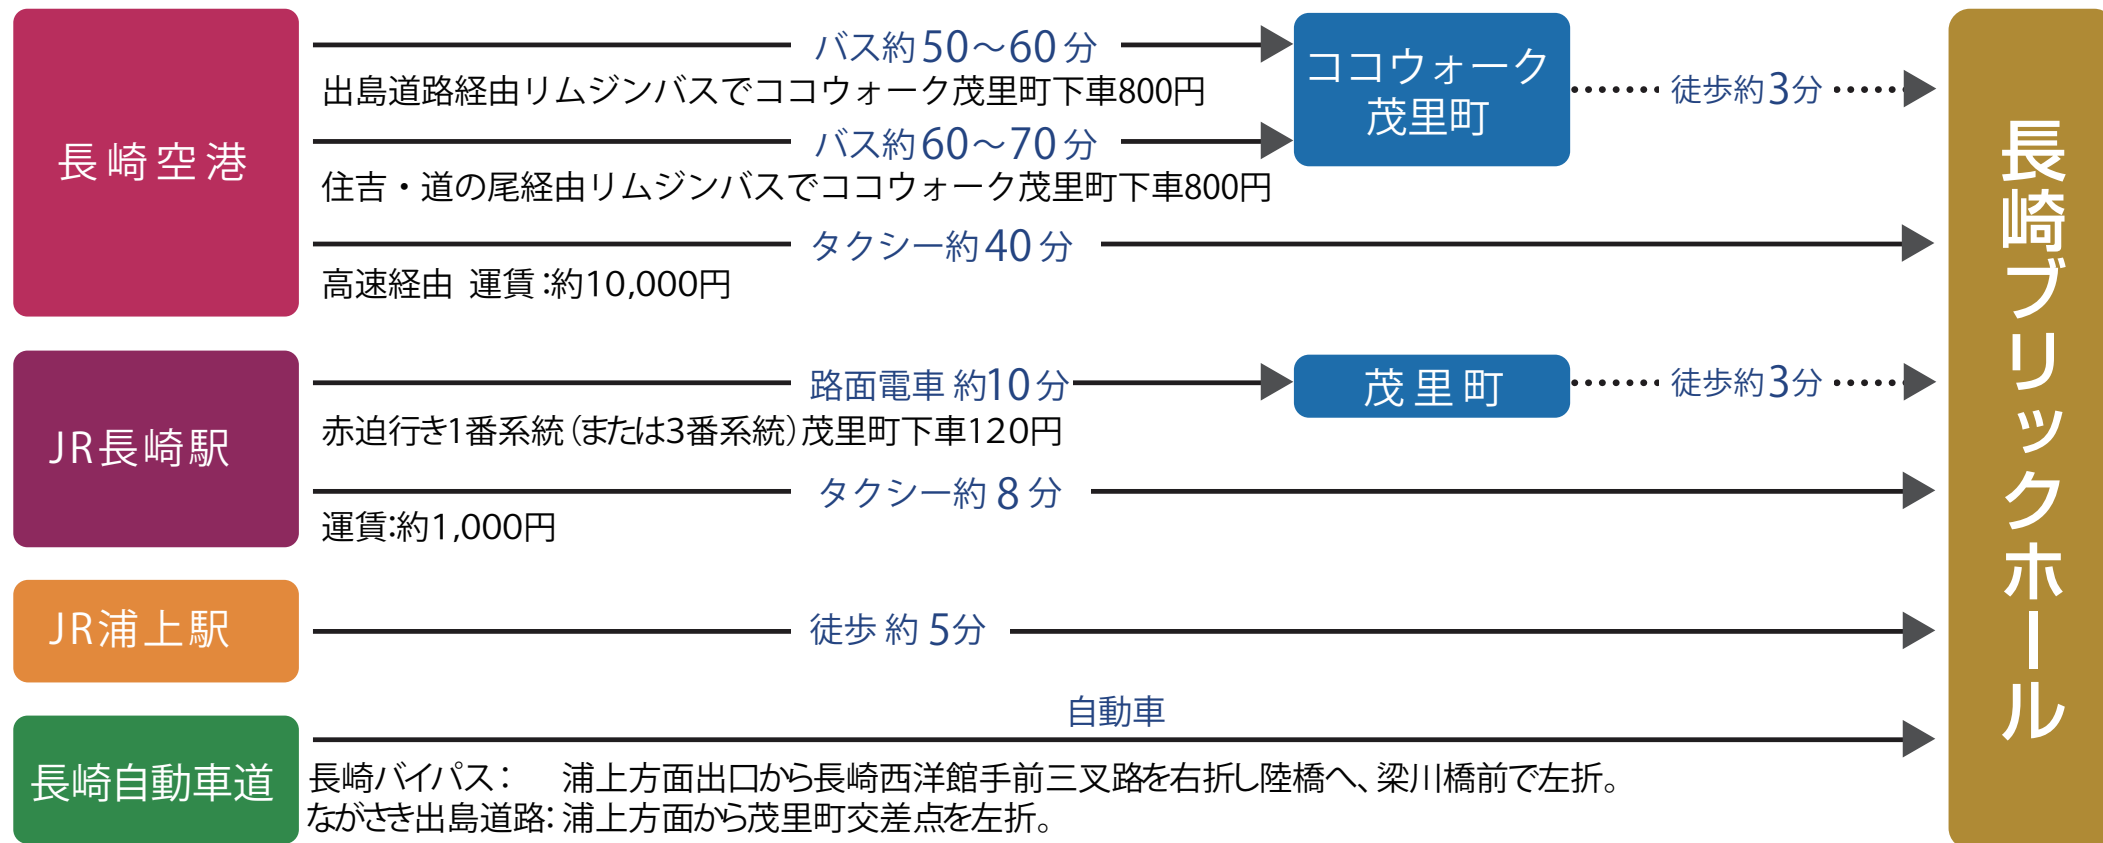 長崎空港
バス約50～60分
出島道路経由リムジンバスでココウォーク茂里町下車800円
バス約60～70分
住吉・道の尾経由リムジンバスでココウォーク茂里町下車800円
ココウォーク
茂里町
徒歩約3分
タクシー約40分
高速経由 運賃：約10,000円
JR長崎駅
路面電車 約10分
赤迫行き1番系統（または3番系統）茂里町下車120円
茂里町
徒歩約3分
タクシー約8分
運賃：約1,000円
JR浦上駅
徒歩 約5分
長崎自動車道
自動車
長崎バイパス： 浦上方面出口から長崎西洋館手前三叉路を右折し陸橋へ、梁川橋前で左折。
ながさき出島道路：浦上方面から茂里町交差点を左折。
長崎ブリックホール